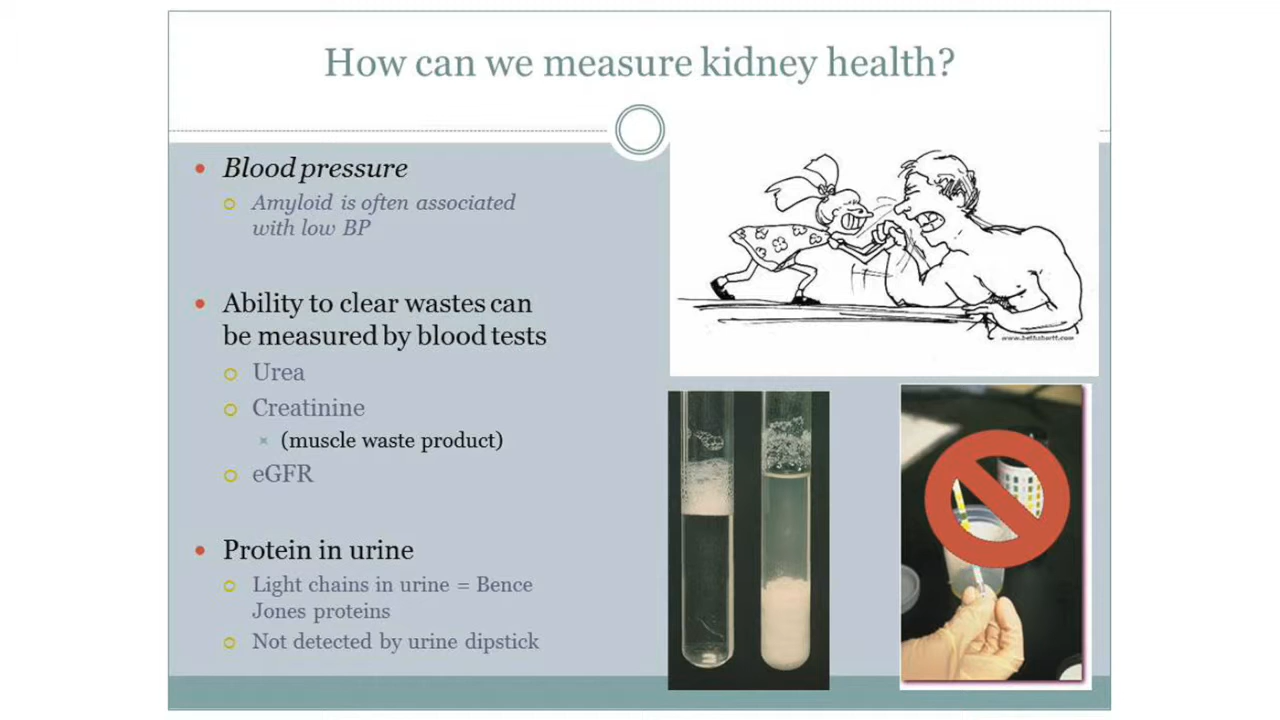 How can we measure kidney health?
Blood pressure
Amyloid is often associated
with low BP
Ability to clear wastes can
be measured by blood tests
Urea
Creatinine
(muscle waste product)
eGFR
Protein in urine
Light chains in urine = Bence
Jones proteins
Not detected by urine dipstick